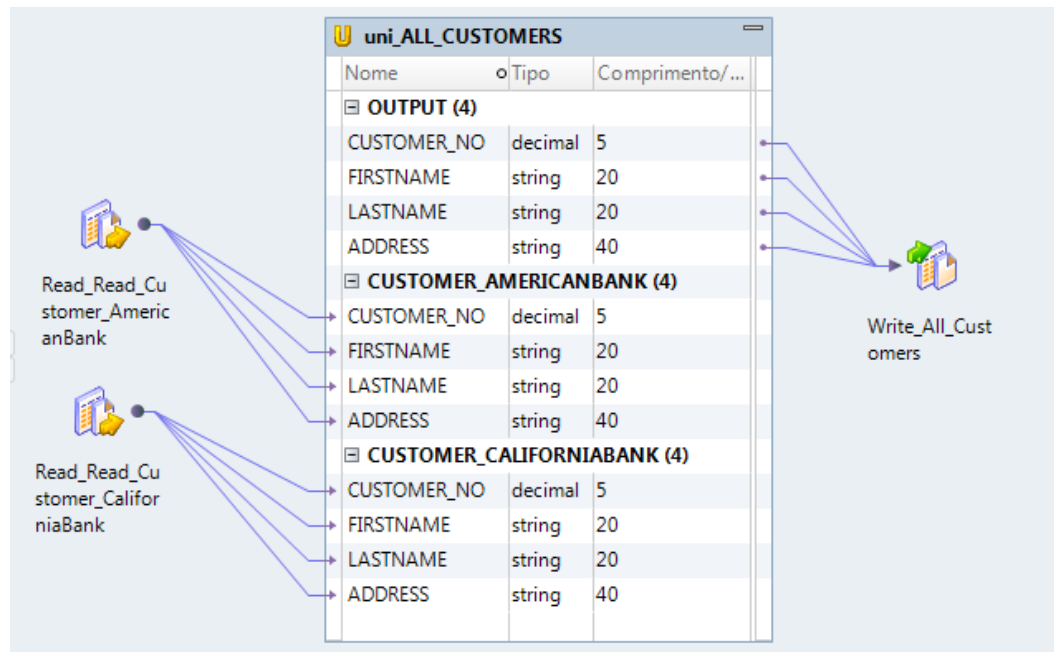 uni_ALL_CUSTOMERS
Nome Tipo Comprimento/...
OUTPUT (4)
CUSTOMER_NO decimal 5
FIRSTNAME string 20
LASTNAME string 20
ADDRESS string 40
CUSTOMER_AMERICANBANK (4)
CUSTOMER_NO decimal 5
FIRSTNAME string 20
LASTNAME string 20
ADDRESS string 40
CUSTOMER_CALIFORNIABANK (4)
CUSTOMER_NO decimal 5
FIRSTNAME string 20
LASTNAME string 20
ADDRESS string 40
Read_Read_Cu
stomer_Americ
anBank
Read_Read_Cu
stomer_Califor
niaBank
Write_All_Cust
omers